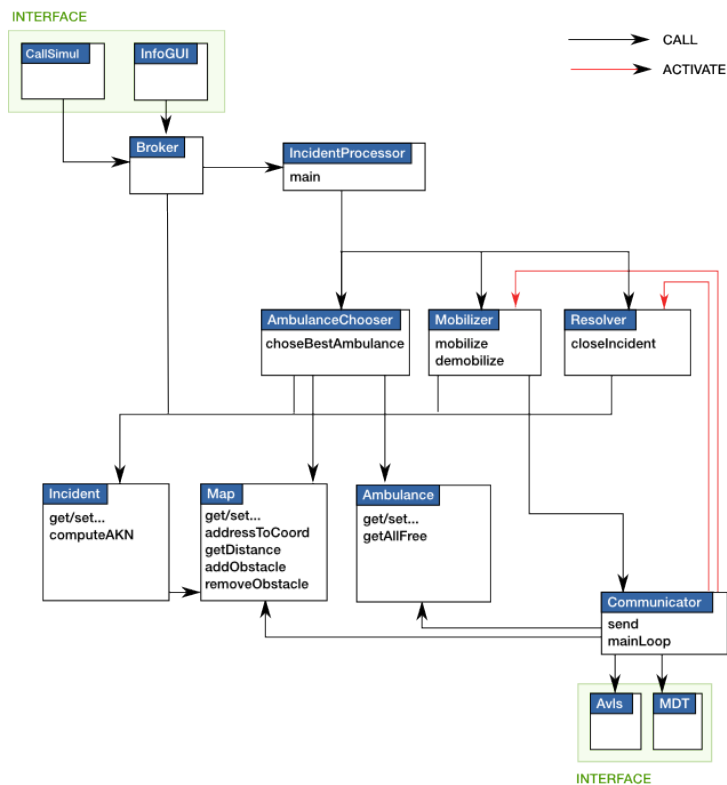 INTERFACE
CallSimul
InfoGUI
CALL
ACTIVATE
Broker
IncidentProcessor
main
AmbulanceChooser
choseBestAmbulance
Mobilizer
mobilize
demobilize
Resolver
closeIncident
Incident
get/set...
computeAKN
Map
get/set...
addressToCoord
getDistance
addObstacle
removeObstacle
Ambulance
get/set...
getAllFree
Communicator
send
mainLoop
Avls
MDT
INTERFACE